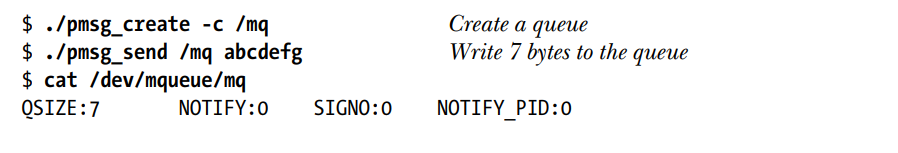 $ ./pmsg_create -c /mq Create a queue
$ ./pmsg_send /mq abcdefg Write 7 bytes to the queue
$ cat /dev/mqueue/mq
QSIZE:7 NOTIFY:0 SIGNO:0 NOTIFY_PID:0